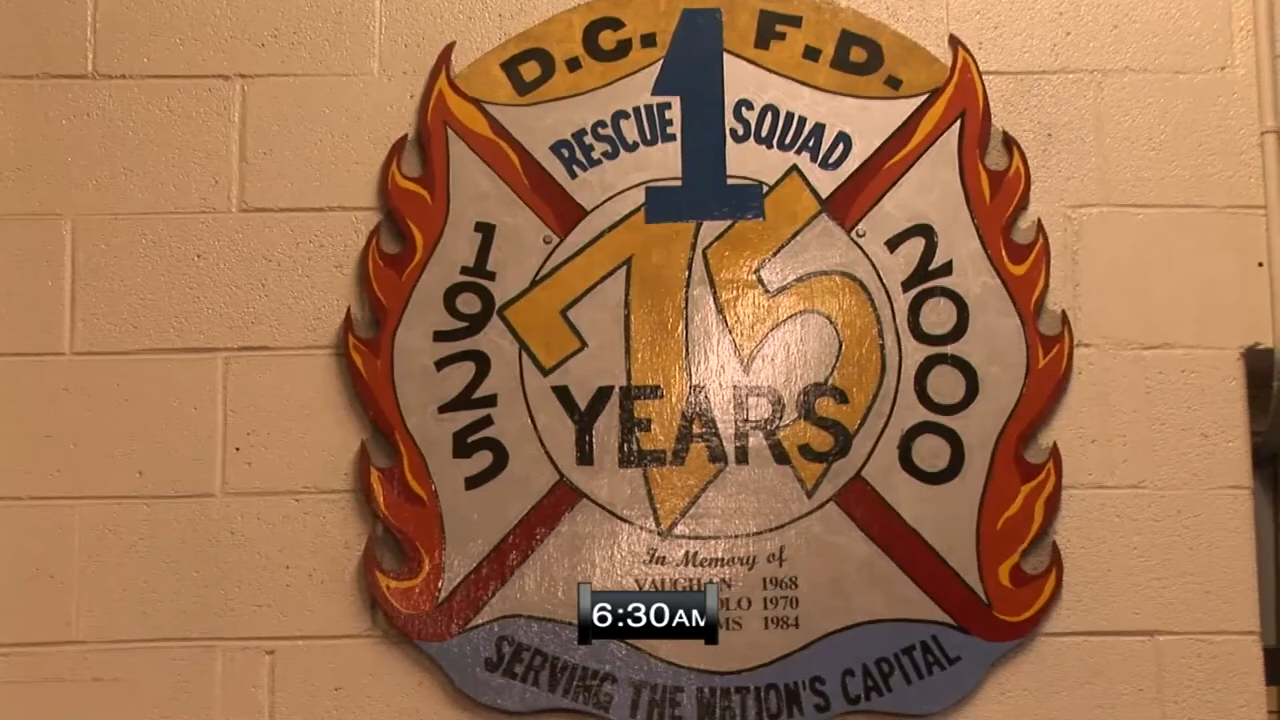 D.C. F.D.
RESCUE 1 SQUAD
1925
75
2000
YEARS
In Memory of
VAUGHAN 1968
1970
1984
6:30AM
SERVING THE NATION'S CAPITAL